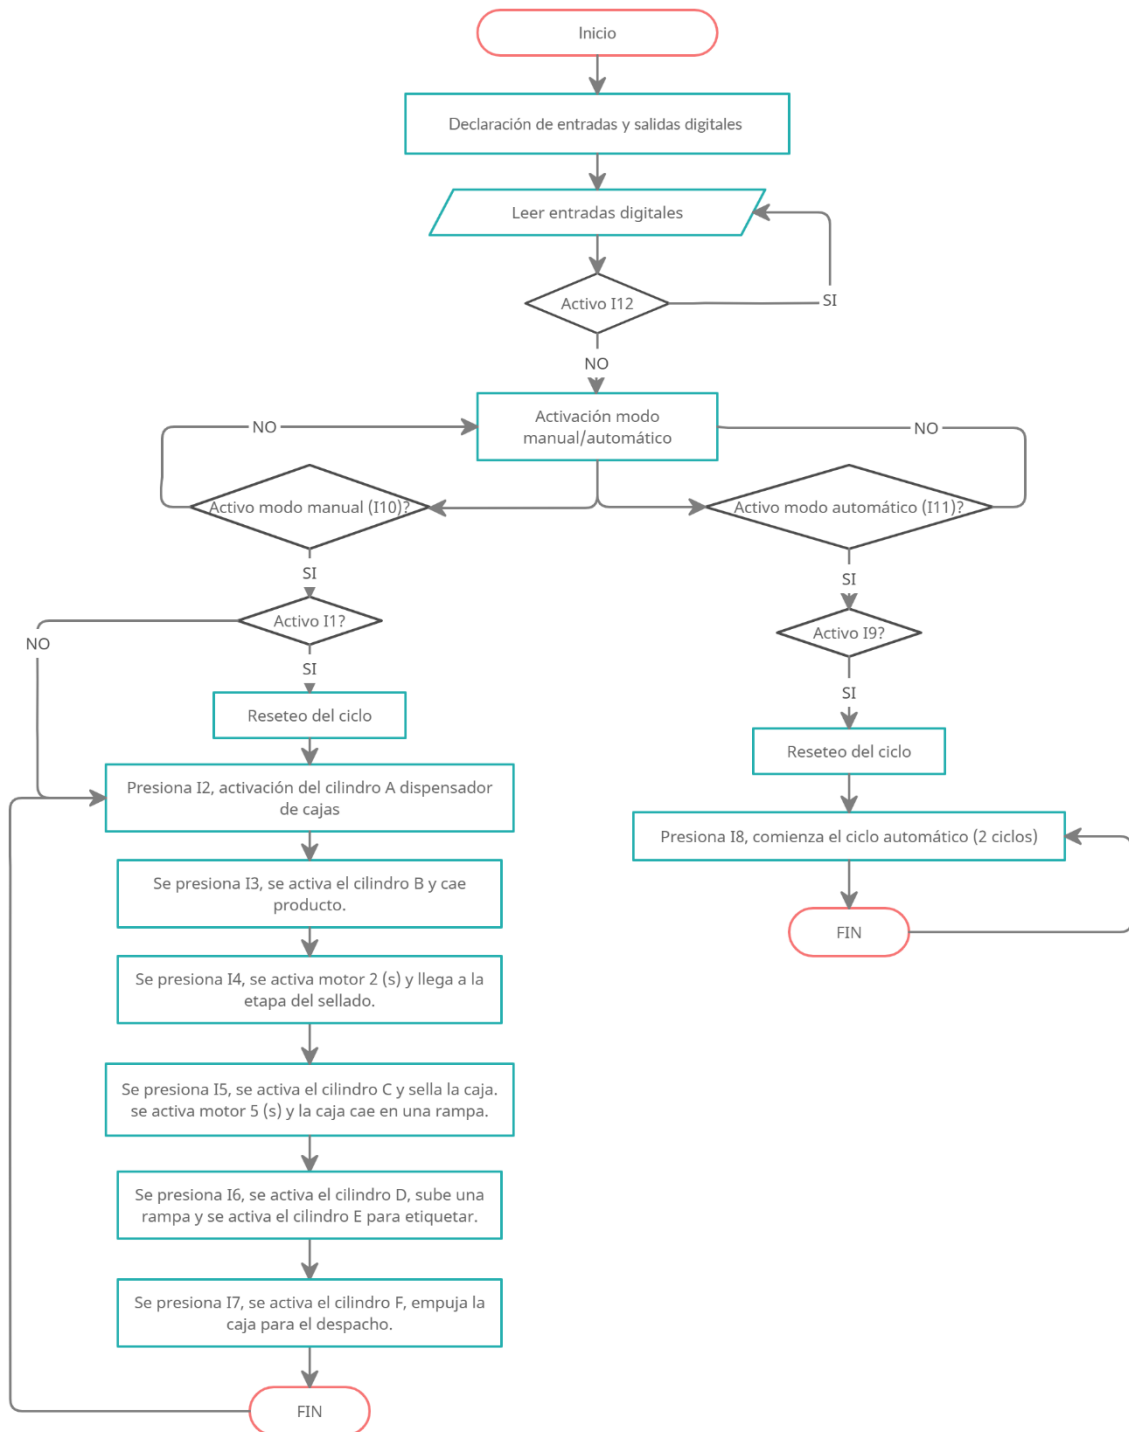 Inicio
Declaración de entradas y salidas digitales
Leer entradas digitales
Activo I12
SI
NO
Activación modo
manual/automático
NO
NO
Activo modo manual (I10)?
Activo modo automático (I11)?
SI
SI
Activo I1?
Activo I9?
NO
SI
SI
Reseteo del ciclo
Reseteo del ciclo
Presiona I2, activación del cilindro A dispensador
de cajas
Presiona I8, comienza el ciclo automático (2 ciclos)
Se presiona I3, se activa el cilindro B y cae
producto.
FIN
Se presiona I4, se activa motor 2 (s) y llega a la
etapa del sellado.
Se presiona I5, se activa el cilindro C y sella la caja.
se activa motor 5 (s) y la caja cae en una rampa.
Se presiona I6, se activa el cilindro D, sube una
rampa y se activa el cilindro E para etiquetar.
Se presiona I7, se activa el cilindro F, empuja la
caja para el despacho.
FIN